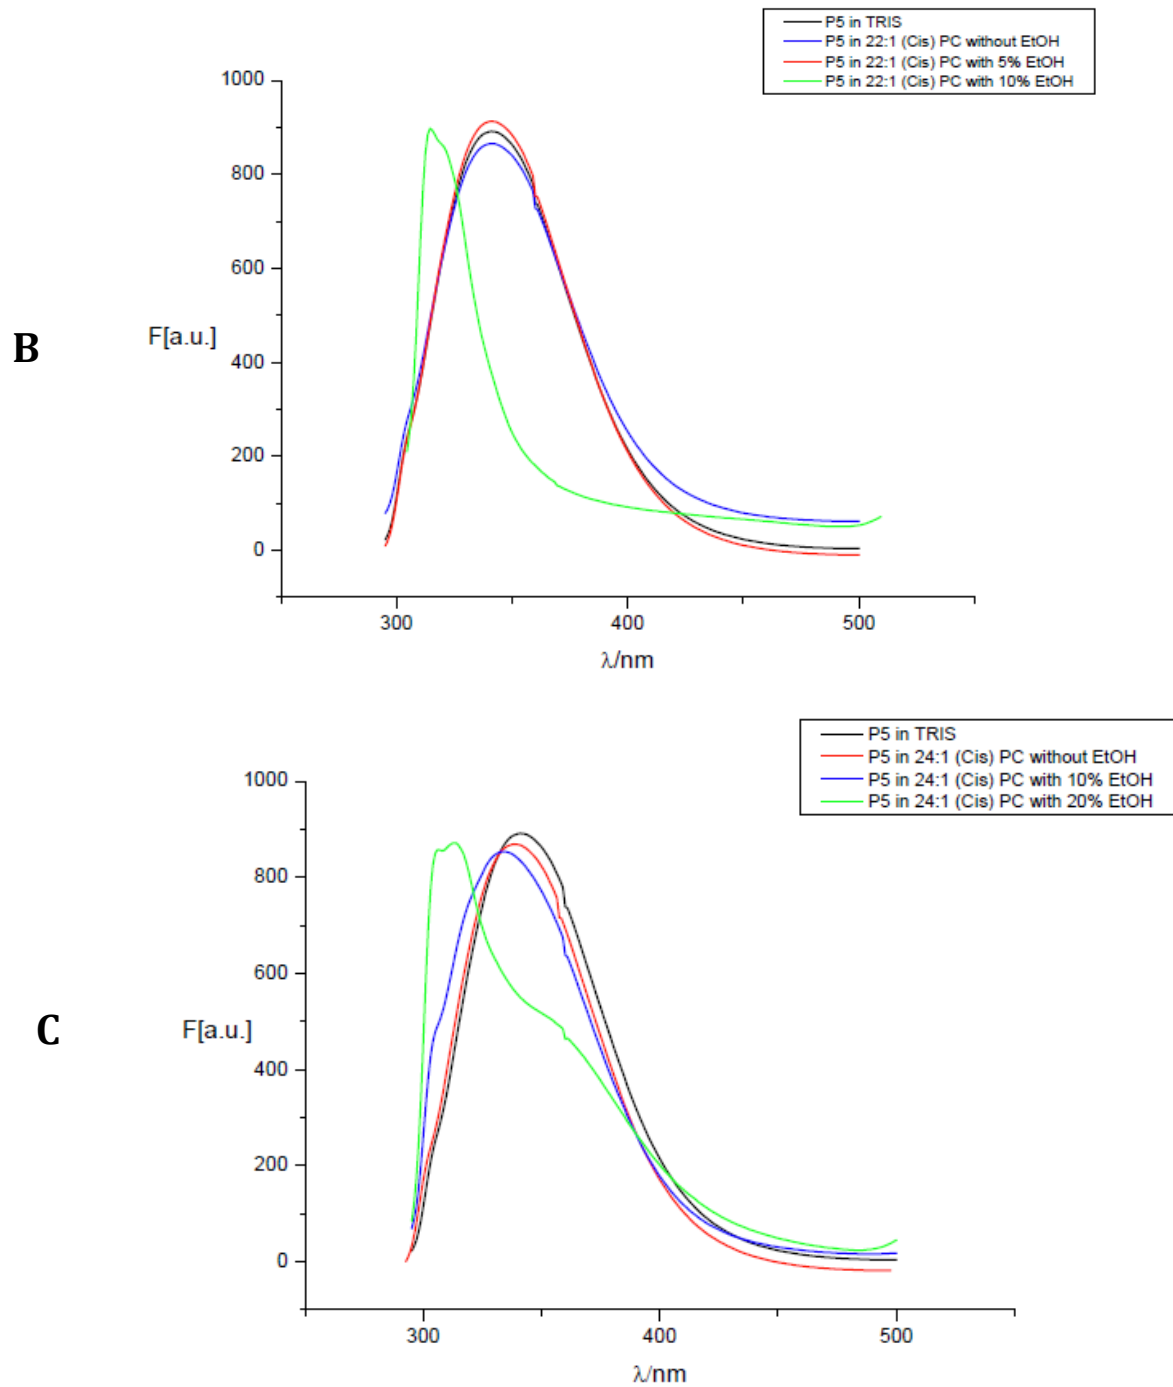 P5 in TRIS
P5 in 22:1 (Cis) PC without EtOH
P5 in 22:1 (Cis) PC with 5% EtOH
P5 in 22:1 (Cis) PC with 10% EtOH
1000
800
600
B
F[a.u.]
400
200
0
300
400
500
λ/nm
P5 in TRIS
P5 in 24:1 (Cis) PC without EtOH
P5 in 24:1 (Cis) PC with 10% EtOH
P5 in 24:1 (Cis) PC with 20% EtOH
1000
800
600
C
F[a.u.]
400
200
0
300
400
500
λ/nm